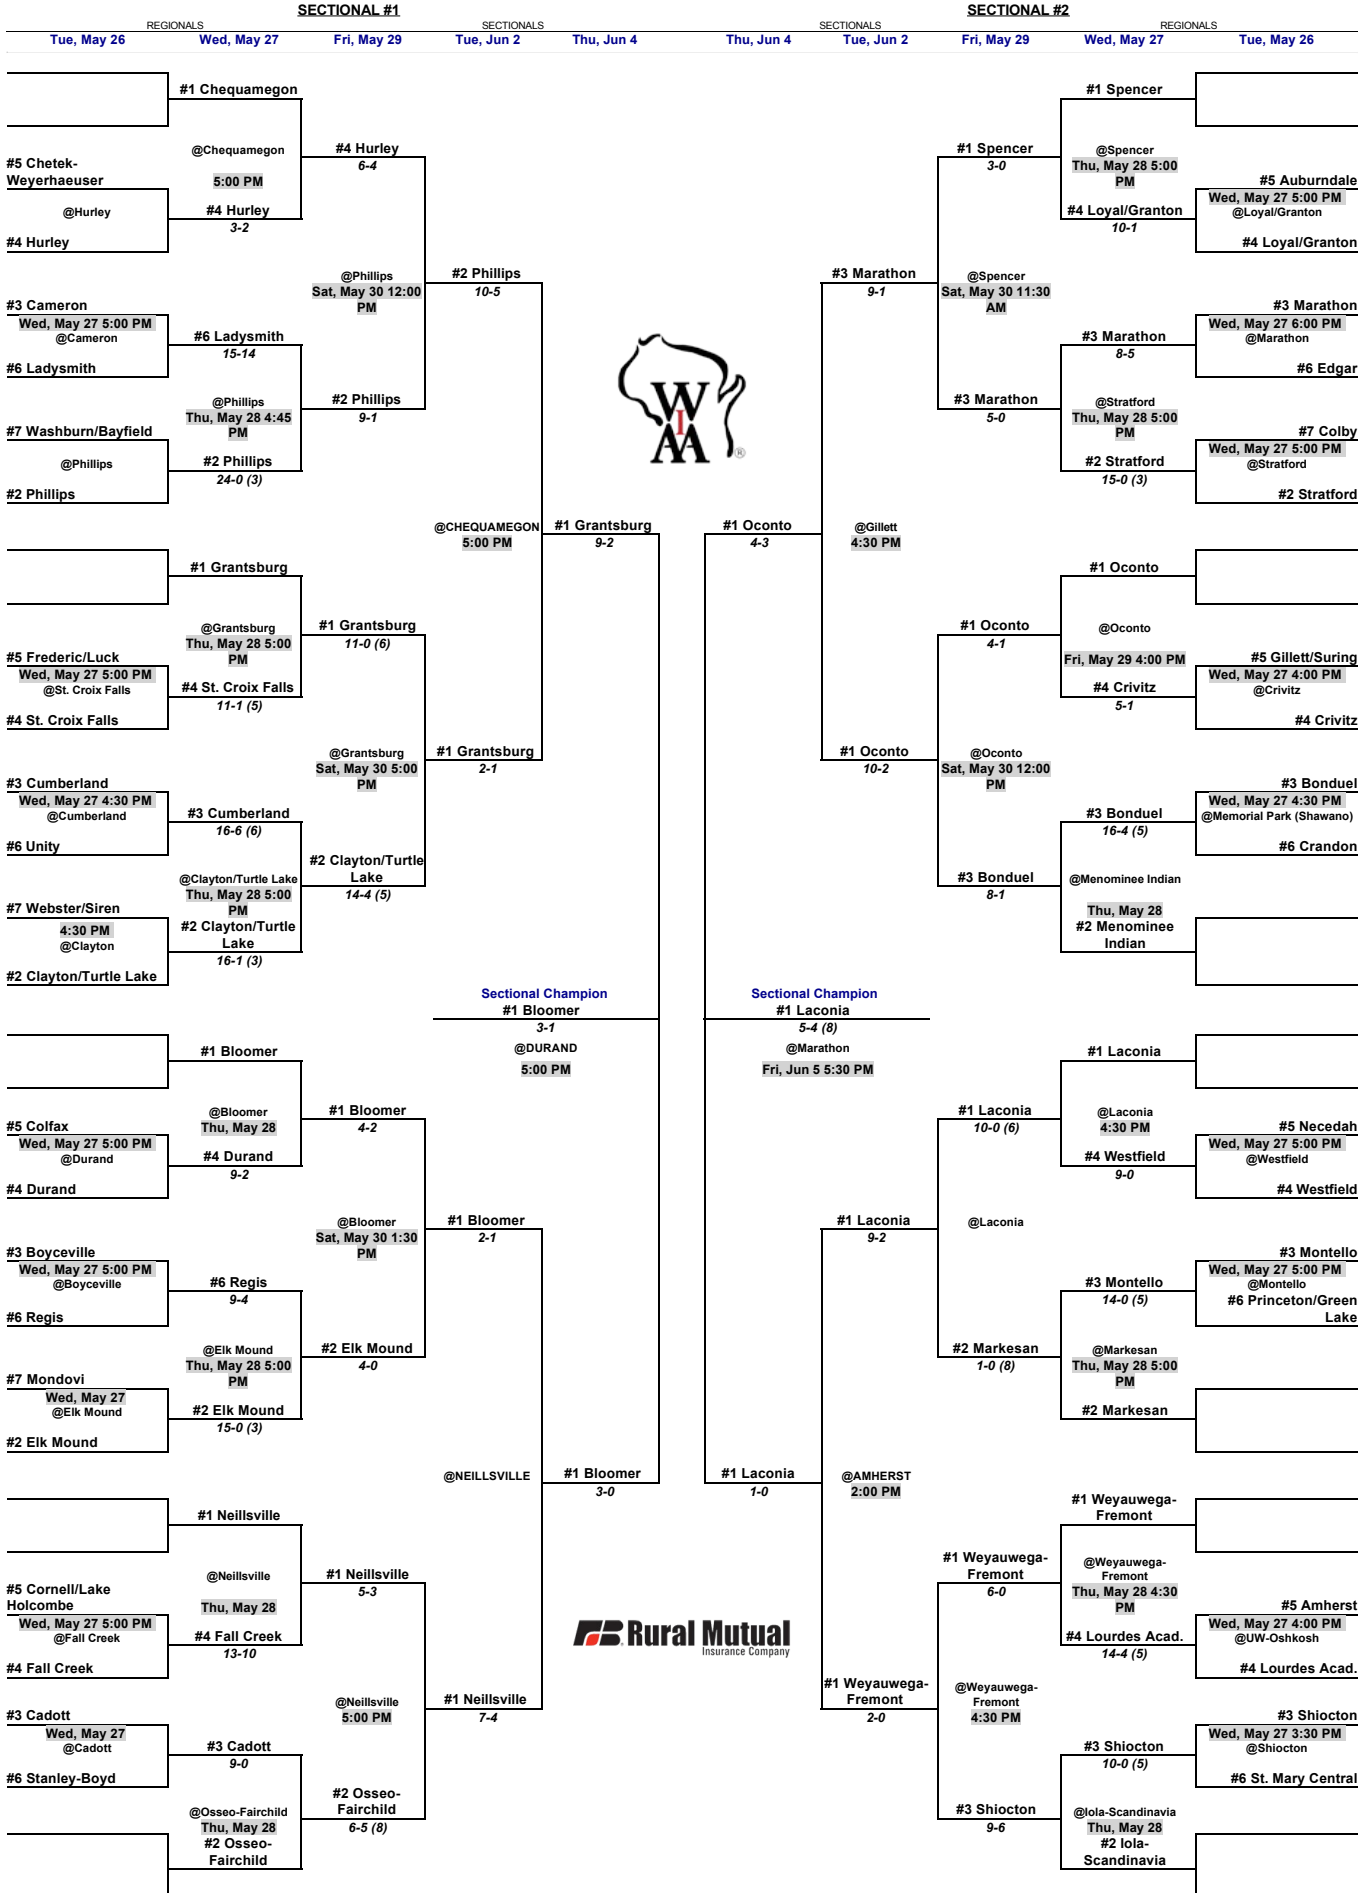 SECTIONAL #1
SECTIONAL #2
REGIONALS
SECTIONALS
SECTIONALS
REGIONALS
Tue, May 26
Wed, May 27
Fri, May 29
Tue, Jun 2
Thu, Jun 4
Thu, Jun 4
Tue, Jun 2
Fri, May 29
Wed, May 27
Tue, May 26
#5 Chetek-
Weyerhaeuser
@Hurley
#4 Hurley
#3 Cameron
Wed, May 27 5:00 PM
@Cameron
#6 Ladysmith
#7 Washburn/Bayfield
@Phillips
#2 Phillips
#5 Frederic/Luck
Wed, May 27 5:00 PM
@St. Croix Falls
#4 St. Croix Falls
#3 Cumberland
Wed, May 27 4:30 PM
@Cumberland
#6 Unity
#7 Webster/Siren
4:30 PM
@Clayton
#2 Clayton/Turtle Lake
#5 Colfax
Wed, May 27 5:00 PM
@Durand
#4 Durand
#3 Boyceville
Wed, May 27 5:00 PM
@Boyceville
#6 Regis
#7 Mondovi
Wed, May 27
@Elk Mound
#2 Elk Mound
#5 Cornell/Lake
Holcombe
Wed, May 27 5:00 PM
@Fall Creek
#4 Fall Creek
#3 Cadott
Wed, May 27
@Cadott
#6 Stanley-Boyd
#1 Chequamegon
@Chequamegon
5:00 PM
#4 Hurley
3-2
#6 Ladysmith
15-14
@Phillips
Thu, May 28 4:45
PM
#2 Phillips
24-0 (3)
#1 Grantsburg
@Grantsburg
Thu, May 28 5:00
PM
#4 St. Croix Falls
11-1 (5)
#3 Cumberland
16-6 (6)
@Clayton/Turtle Lake
Thu, May 28 5:00
PM
#2 Clayton/Turtle
Lake
16-1 (3)
#1 Bloomer
@Bloomer
Thu, May 28
#4 Durand
9-2
#6 Regis
9-4
@Elk Mound
Thu, May 28 5:00
PM
#2 Elk Mound
15-0 (3)
#1 Neillsville
@Neillsville
Thu, May 28
#4 Fall Creek
13-10
#3 Cadott
9-0
@Osseo-Fairchild
Thu, May 28
#2 Osseo-
Fairchild
#4 Hurley
6-4
@Phillips
Sat, May 30 12:00
PM
#2 Phillips
9-1
#1 Grantsburg
11-0 (6)
@Grantsburg
Sat, May 30 5:00
PM
#2 Clayton/Turtle
Lake
14-4 (5)
#1 Bloomer
4-2
@Bloomer
Sat, May 30 1:30
PM
#2 Elk Mound
4-0
#1 Neillsville
5-3
@Neillsville
5:00 PM
#2 Osseo-
Fairchild
6-5 (8)
#2 Phillips
10-5
@CHEQUAMEGON
5:00 PM
#1 Grantsburg
2-1
#1 Bloomer
2-1
@NEILLSVILLE
#1 Neillsville
7-4
#1 Grantsburg
9-2
Sectional Champion
#1 Bloomer
3-1
@DURAND
5:00 PM
#1 Bloomer
3-0
W
I
AA
®
Rural Mutual
Insurance Company
#1 Oconto
4-3
Sectional Champion
#1 Laconia
5-4 (8)
@Marathon
Fri, Jun 5 5:30 PM
#1 Laconia
1-0
#3 Marathon
9-1
@Gillett
4:30 PM
#1 Oconto
10-2
#1 Laconia
9-2
@AMHERST
2:00 PM
#1 Weyauwega-
Fremont
2-0
#1 Spencer
3-0
@Spencer
Sat, May 30 11:30
AM
#3 Marathon
5-0
#1 Oconto
4-1
@Oconto
Sat, May 30 12:00
PM
#3 Bonduel
8-1
#1 Laconia
10-0 (6)
@Laconia
#2 Markesan
1-0 (8)
#1 Weyauwega-
Fremont
6-0
@Weyauwega-
Fremont
4:30 PM
#3 Shiocton
9-6
#1 Spencer
@Spencer
Thu, May 28 5:00
PM
#4 Loyal/Granton
10-1
#3 Marathon
8-5
@Stratford
Thu, May 28 5:00
PM
#2 Stratford
15-0 (3)
#1 Oconto
@Oconto
Fri, May 29 4:00 PM
#4 Crivitz
5-1
#3 Bonduel
16-4 (5)
@Menominee Indian
Thu, May 28
#2 Menominee
Indian
#1 Laconia
@Laconia
4:30 PM
#4 Westfield
9-0
#3 Montello
14-0 (5)
@Markesan
Thu, May 28 5:00
PM
#2 Markesan
#1 Weyauwega-
Fremont
@Weyauwega-
Fremont
Thu, May 28 4:30
PM
#4 Lourdes Acad.
14-4 (5)
#3 Shiocton
10-0 (5)
@Iola-Scandinavia
Thu, May 28
#2 Iola-
Scandinavia
#5 Auburndale
Wed, May 27 5:00 PM
@Loyal/Granton
#4 Loyal/Granton
#3 Marathon
Wed, May 27 6:00 PM
@Marathon
#6 Edgar
#7 Colby
Wed, May 27 5:00 PM
@Stratford
#2 Stratford
#5 Gillett/Suring
Wed, May 27 4:00 PM
@Crivitz
#4 Crivitz
#3 Bonduel
Wed, May 27 4:30 PM
@Memorial Park (Shawano)
#6 Crandon
#5 Necedah
Wed, May 27 5:00 PM
@Westfield
#4 Westfield
#3 Montello
Wed, May 27 5:00 PM
@Montello
#6 Princeton/Green
Lake
#5 Amherst
Wed, May 27 4:00 PM
@UW-Oshkosh
#4 Lourdes Acad.
#3 Shiocton
Wed, May 27 3:30 PM
@Shiocton
#6 St. Mary Central